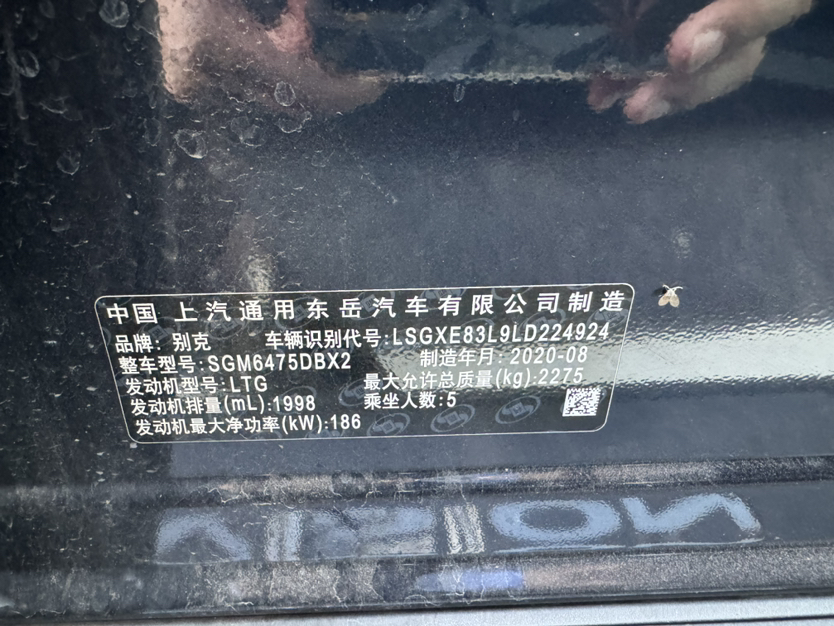 中国 上汽通用东岳汽车有限公司制造
品牌: 别克 车辆识别代号:LSGXE83L9LD224924
整车型号:SGM6475DBX2 制造年月: 2020-08
发动机型号:LTG 最大允许总质量(kg):2275
发动机排量(mL):1998 乘坐人数:5
发动机最大净功率(kW):186